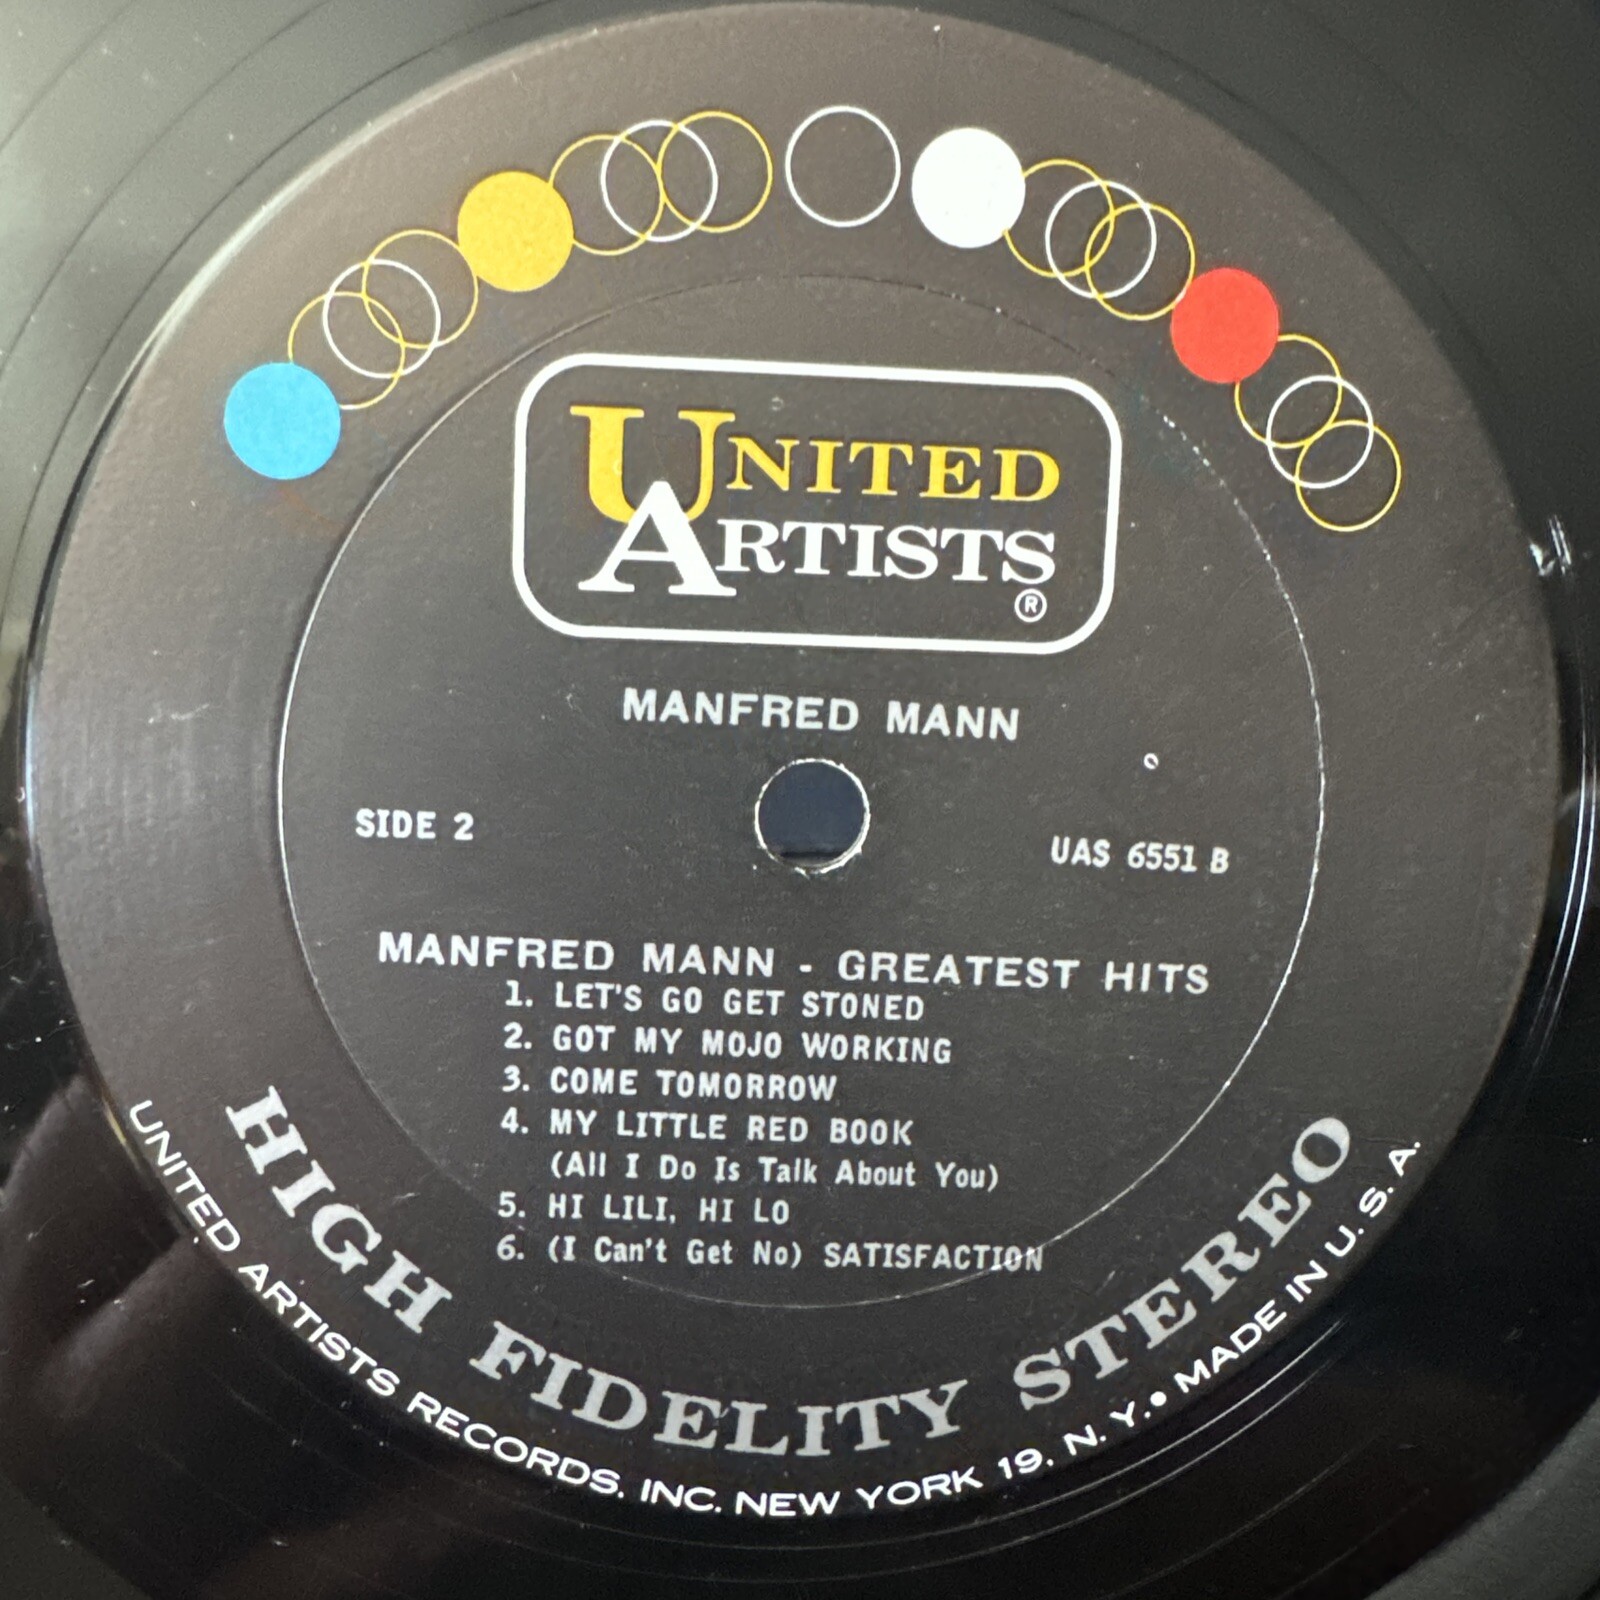 UNITED
ARTISTS
®
MANFRED MANN
SIDE 2
UAS 6551 B
MANFRED MANN - GREATEST HITS
1. LET'S GO GET STONED
2. GOT MY MOJO WORKING
3. COME TOMORROW
4. MY LITTLE RED BOOK
(All I Do Is Talk About You)
5. HI LILI, HI LO
6. (I Can't Get No) SATISFACTION
HIGH FIDELITY STEREO
UNITED ARTISTS RECORDS, INC. NEW YORK 19, N. Y. • MADE IN U. S. A.